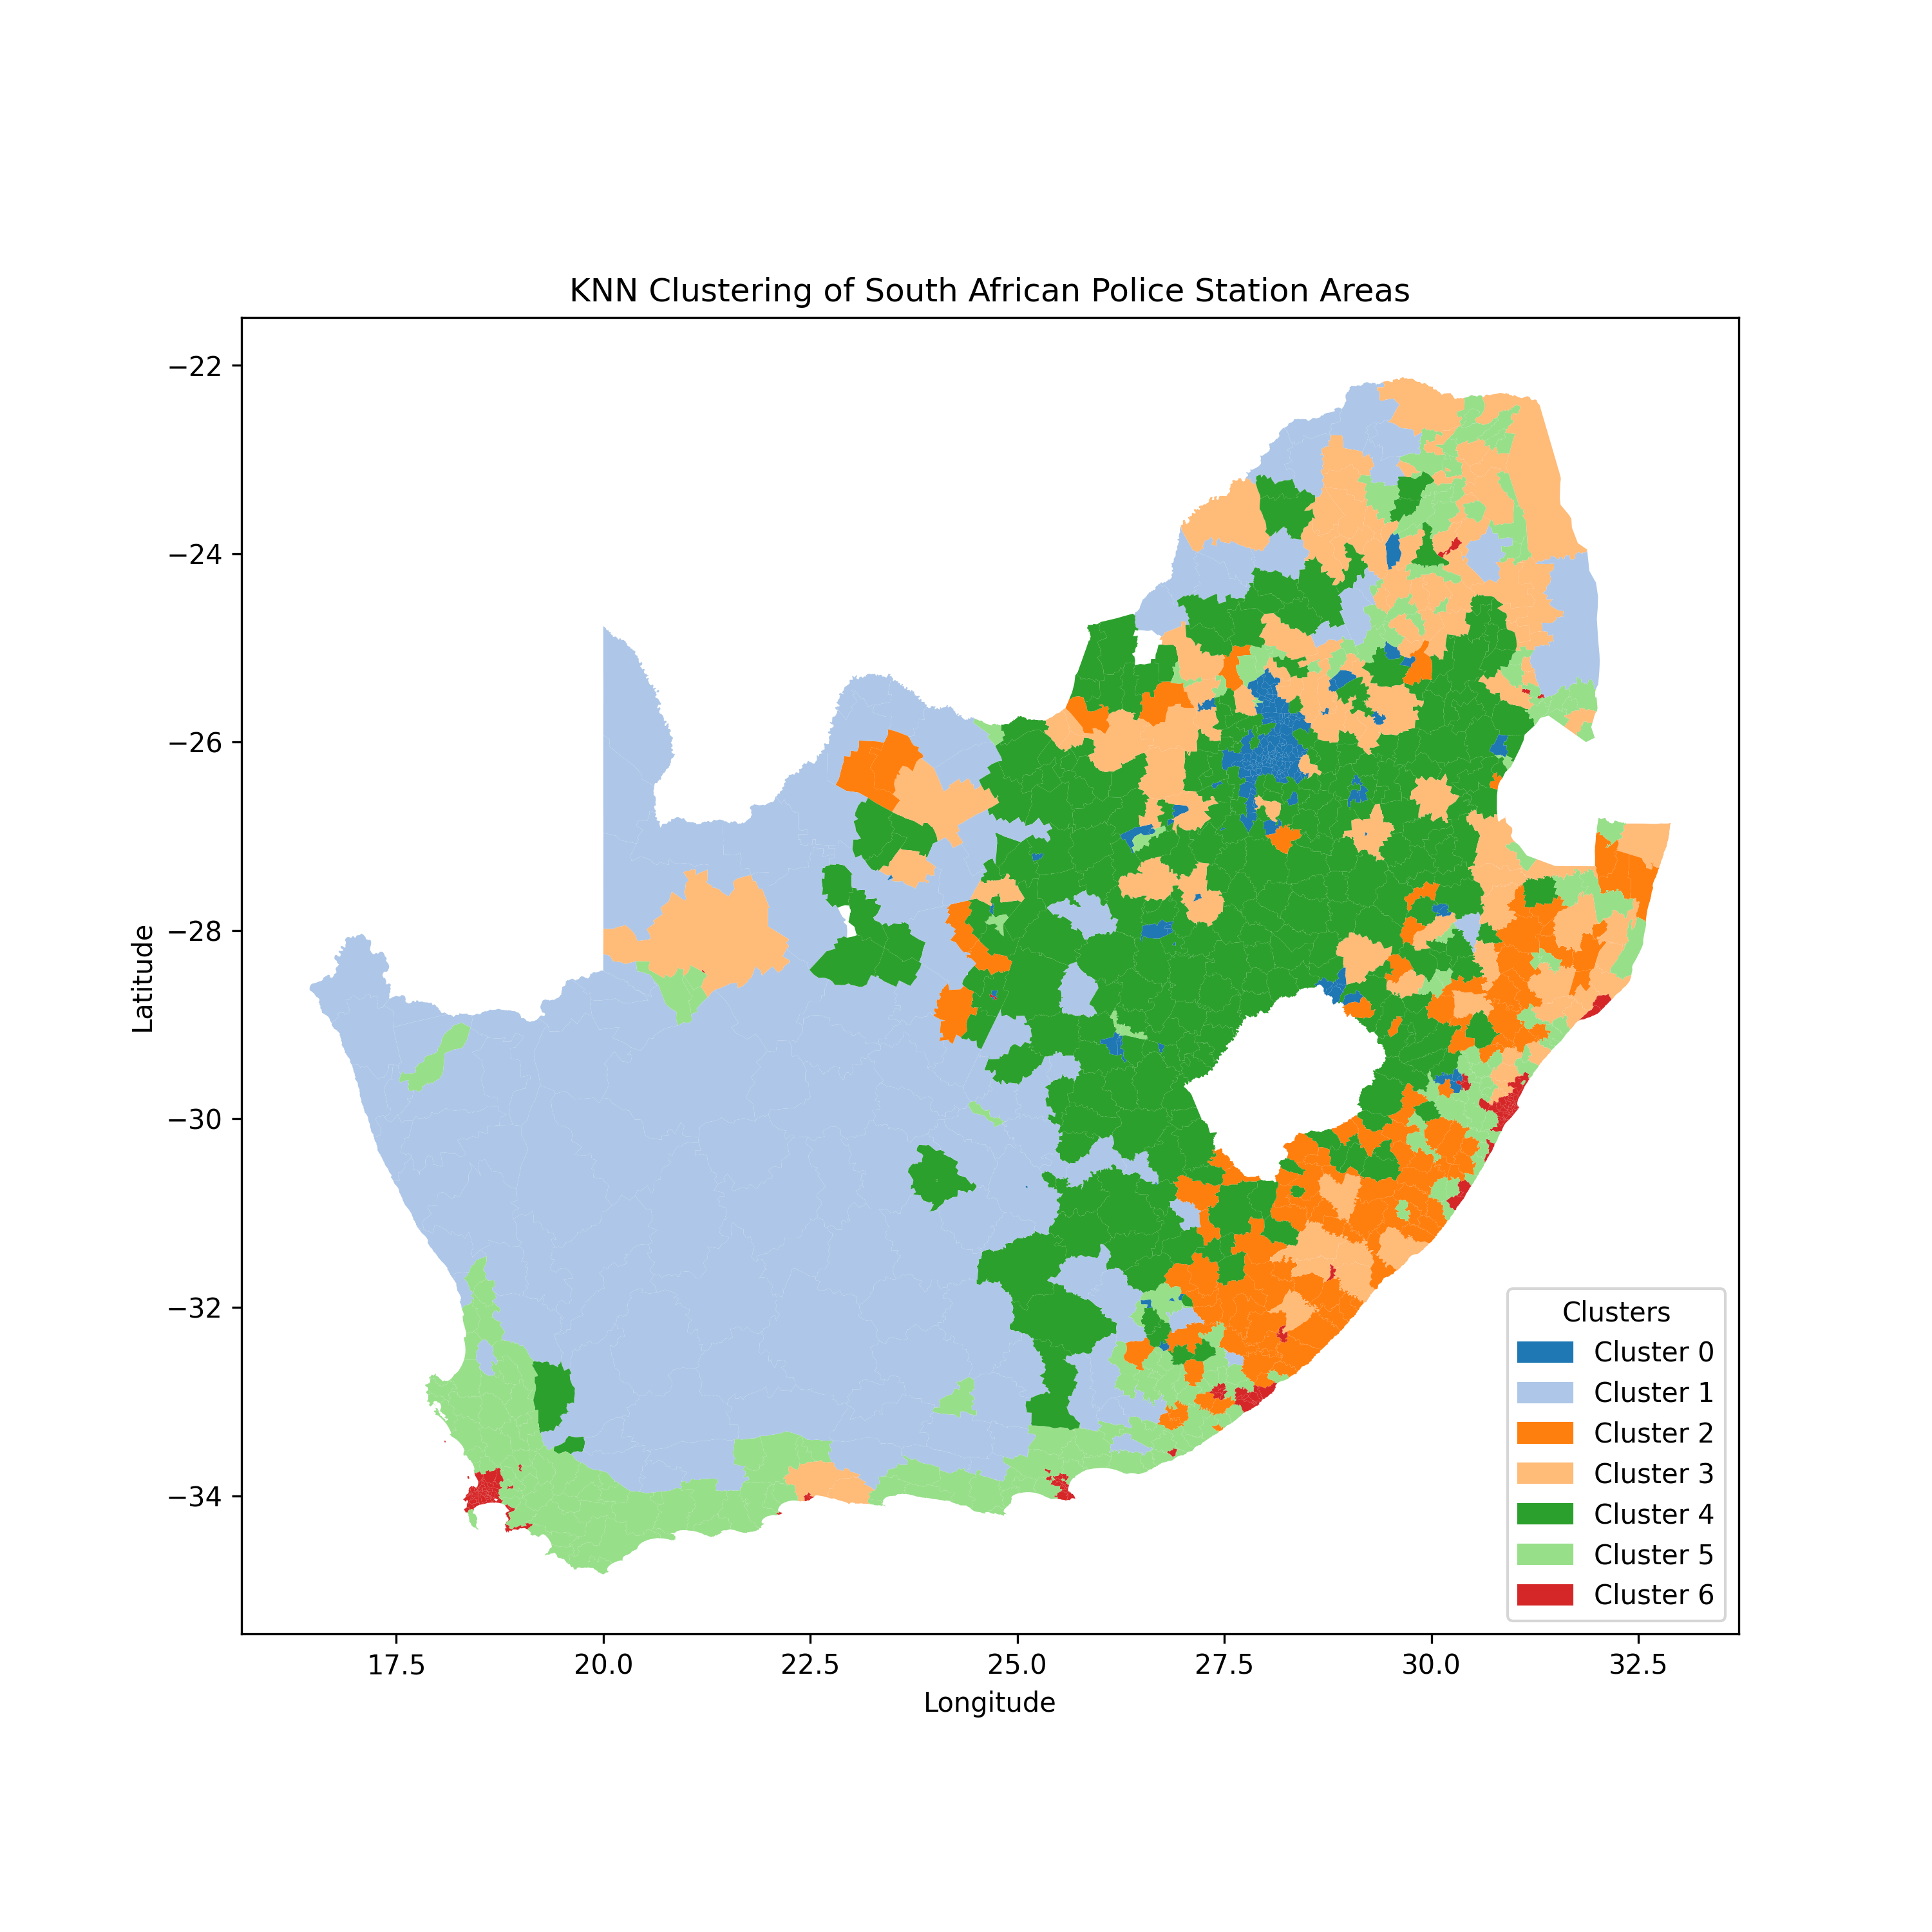 KNN Clustering of South African Police Station Areas
−22
−24
−26
−28
−30
−32
−34
Latitude
17.5 20.0 22.5 25.0 27.5 30.0 32.5
Longitude
Clusters
Cluster 0
Cluster 1
Cluster 2
Cluster 3
Cluster 4
Cluster 5
Cluster 6